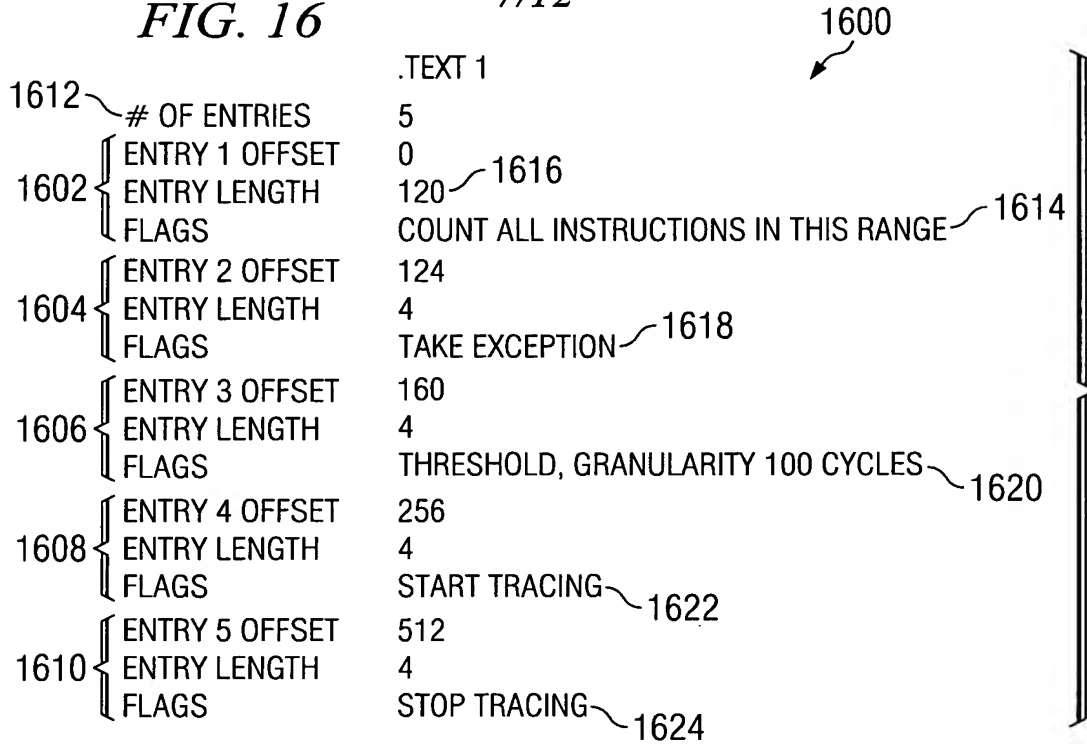 FIG. 16
1600
.TEXT 1
1612 # OF ENTRIES 5
ENTRY 1 OFFSET 0
1602 ENTRY LENGTH 120 1616
FLAGS COUNT ALL INSTRUCTIONS IN THIS RANGE 1614
ENTRY 2 OFFSET 124
1604 ENTRY LENGTH 4
FLAGS TAKE EXCEPTION 1618
ENTRY 3 OFFSET 160
1606 ENTRY LENGTH 4
FLAGS THRESHOLD, GRANULARITY 100 CYCLES 1620
ENTRY 4 OFFSET 256
1608 ENTRY LENGTH 4
FLAGS START TRACING 1622
ENTRY 5 OFFSET 512
1610 ENTRY LENGTH 4
FLAGS STOP TRACING 1624